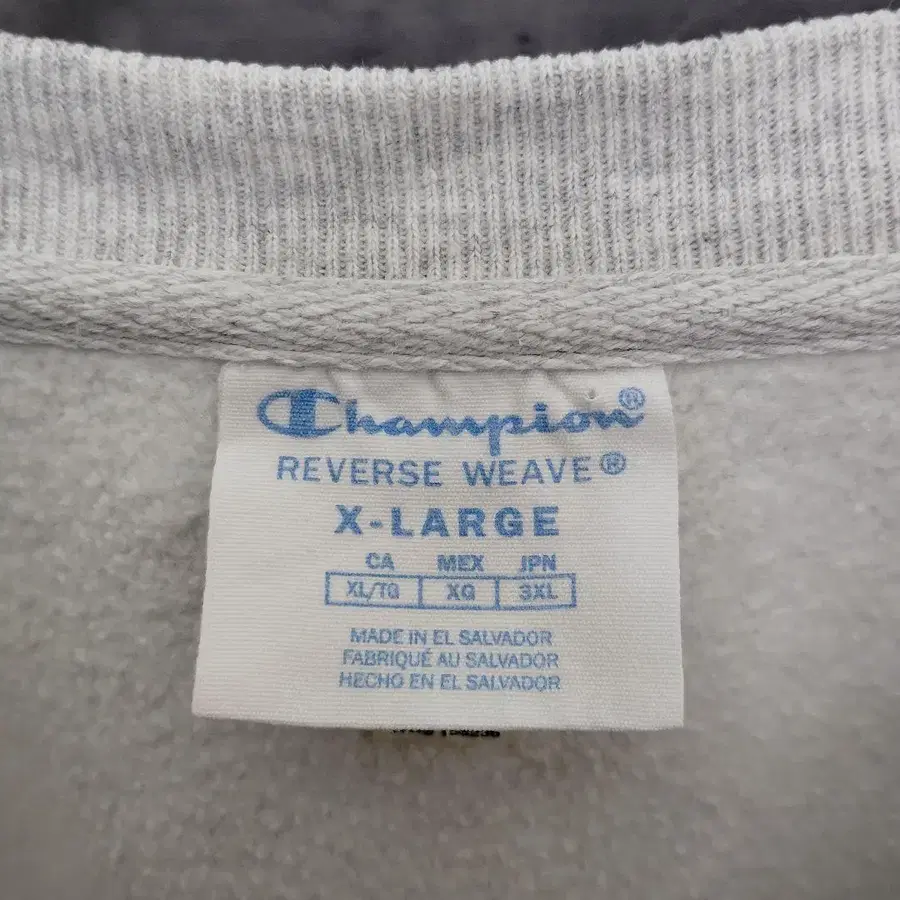 Champion®
REVERSE WEAVE®
X-LARGE
CA MEX JPN
XL/TG XG 3XL
MADE IN EL SALVADOR
FABRIQUÉ AU SALVADOR
HECHO EN EL SALVADOR